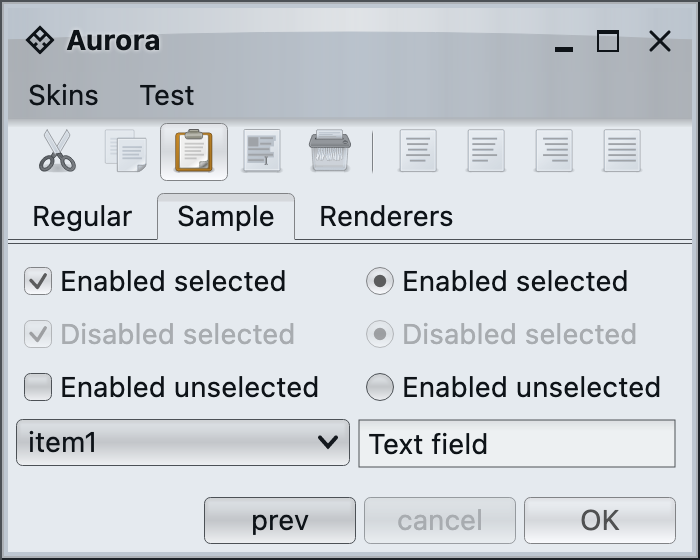 Aurora
Skins Test
Regular Sample Renderers
Enabled selected Enabled selected
Disabled selected Disabled selected
Enabled unselected Enabled unselected
item1 Text field
prev cancel OK